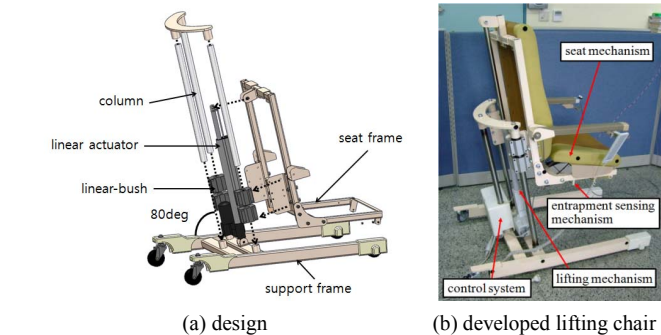 column
linear actuator
linear-bush
80deg
seat frame
support frame
seat mechanism
entrapment sensing
mechanism
lifting mechanism
control system
(a) design
(b) developed lifting chair